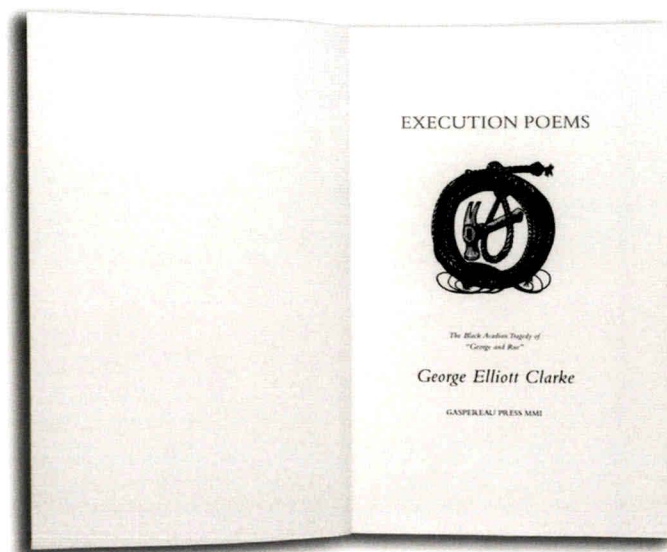 EXECUTION POEMS
The Black Acadian Tragedy of
"George and Rue"
George Elliott Clarke
GASPEREAU PRESS MMI